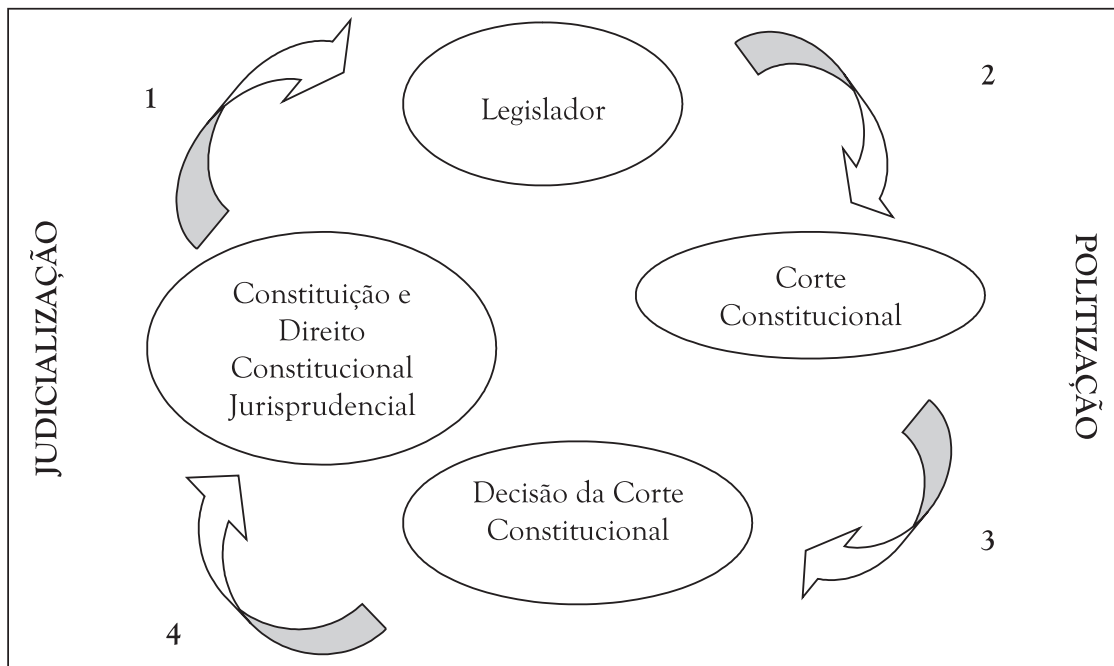 1
Legislador
2
JUDICIALIZAÇÃO
Constituição e
Direito
Constitucional
Jurisprudencial
Corte
Constitucional
POLITIZAÇÃO
Decisão da Corte
Constitucional
3
4